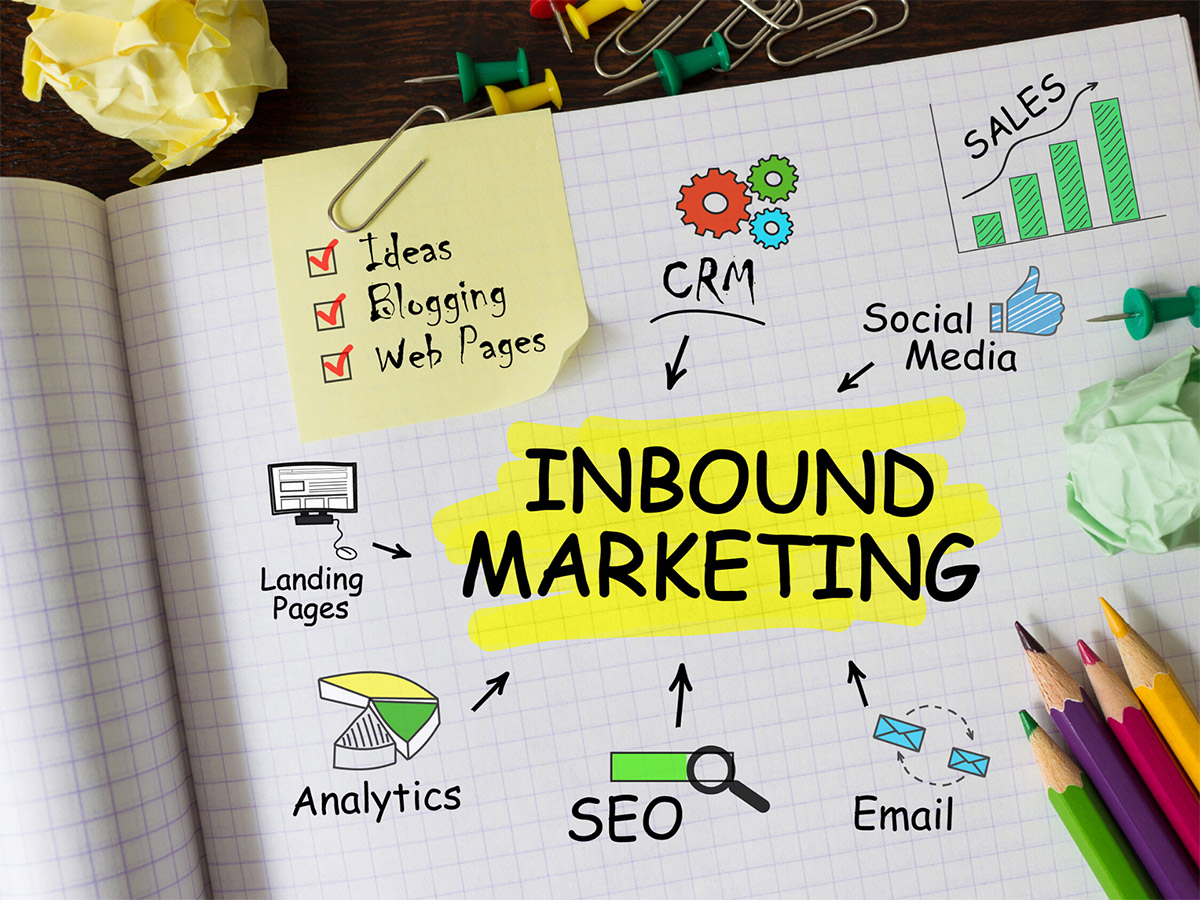 SALES
Ideas
Blogging
Web Pages
CRM
Social
Media
INBOUND
MARKETING
Landing
Pages
Analytics
SEO
Email